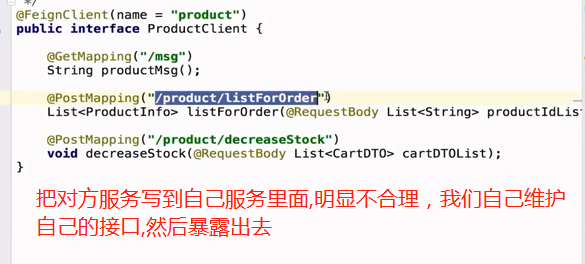 */
@FeignClient(name = "product")
public interface ProductClient {
@GetMapping("/msg")
String productMsg();
@PostMapping("/product/listForOrder")
List<ProductInfo> listForOrder(@RequestBody List<String> productIdList
@PostMapping("/product/decreaseStock")
void decreaseStock(@RequestBody List<CartDTO> cartDTOList);
}
把对方服务写到自己服务里面,明显不合理，我们自己维护
自己的接口,然后暴露出去